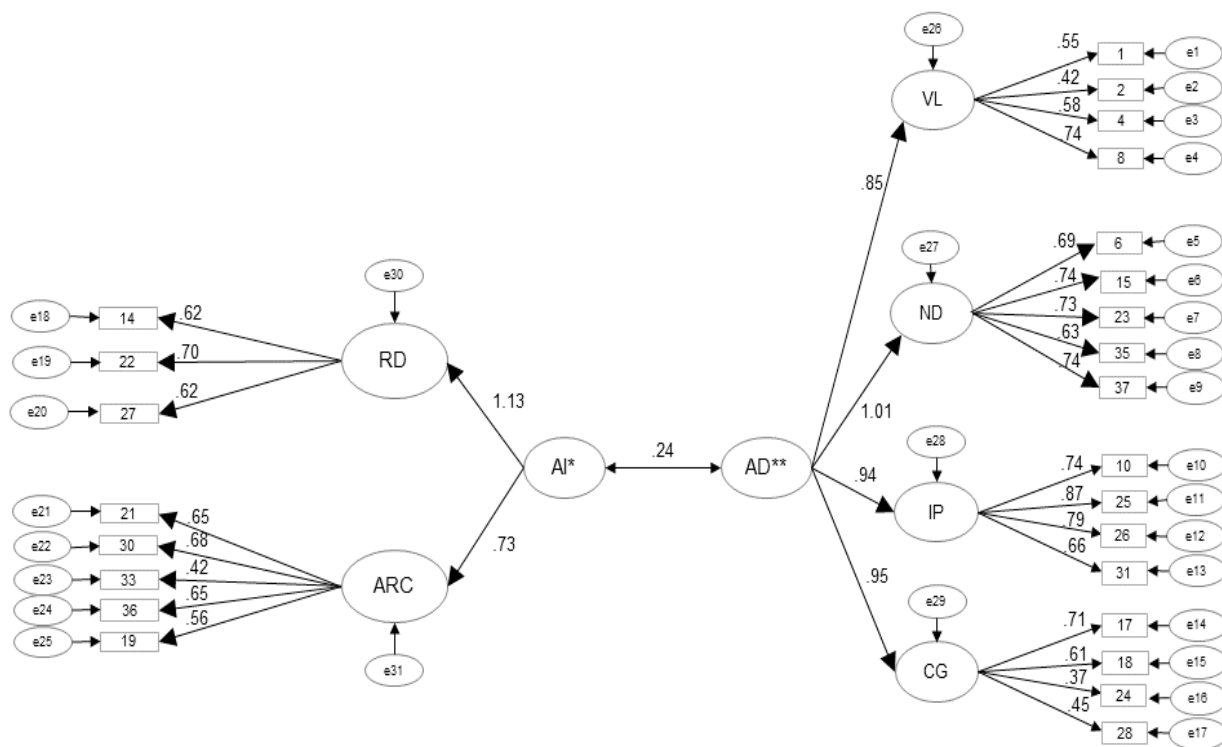 e26
VL
.55
1
e1
.42
2
e2
.58
4
e3
.74
8
e4
.85
e27
ND
.69
6
e5
.74
15
e6
.73
23
e7
.63
35
e8
.74
37
e9
1.01
e28
IP
.74
10
e10
.87
25
e11
.79
26
e12
.66
31
e13
.94
e29
CG
.71
17
e14
.61
18
e15
.37
24
e16
.45
28
e17
.95
AD**
.24
AI*
e30
RD
1.13
e18
14
.62
e19
22
.70
e20
27
.62
.73
ARC
e31
e21
21
.65
e22
30
.68
e23
33
.42
e24
36
.65
e25
19
.56